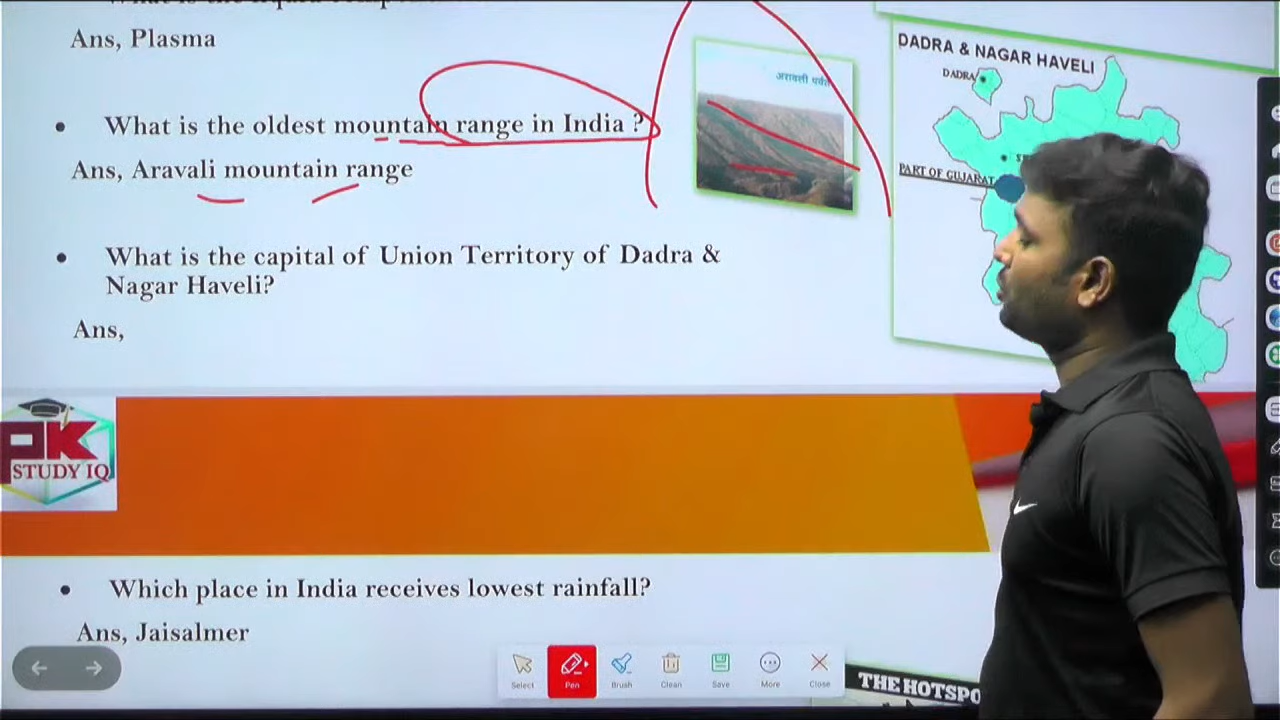 Ans, Plasma
What is the oldest mountain range in India ?
Ans, Aravali mountain range
What is the capital of Union Territory of Dadra &
Nagar Haveli?
Ans,
अरावली
DADRA & NAGAR HAVELI
DADRA
PART OF GUJARAT
PK
STUDY IQ
Which place in India receives lowest rainfall?
Ans, Jaisalmer
Select
Pen
Brush
Clean
Save
More
Close
THE HOTSPO